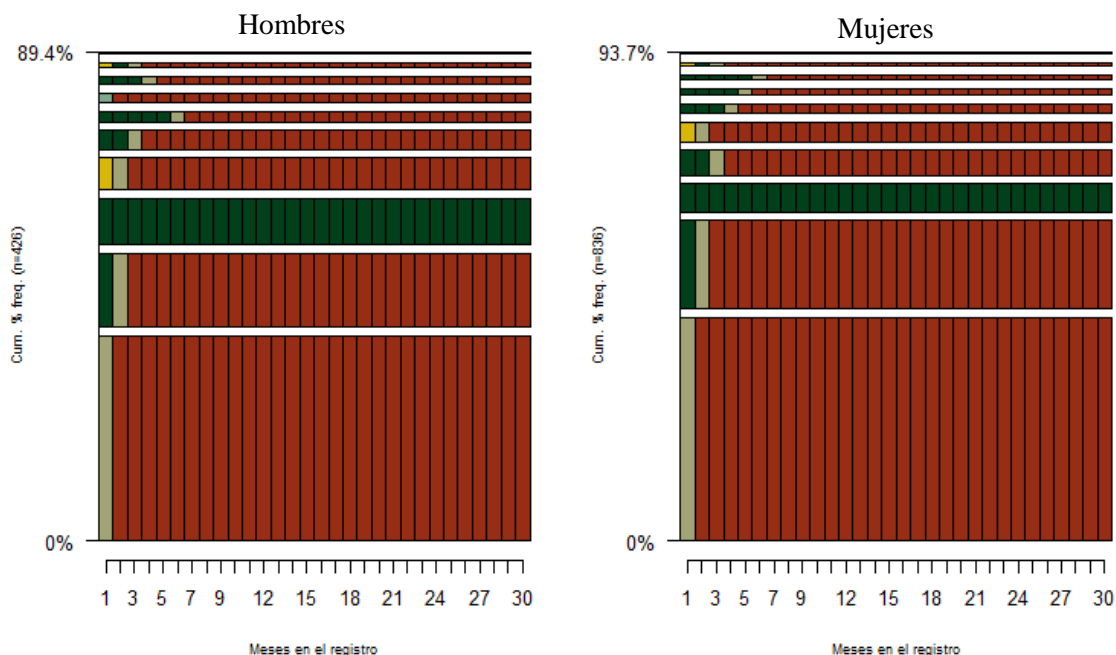 Hombres
89.4%
0%
Cum. % freq. (n=426)
1 3 5 7 9 12 15 18 21 24 27 30
Meses en el registro
Mujeres
93.7%
0%
Cum. % freq. (n=836)
1 3 5 7 9 12 15 18 21 24 27 30
Meses en el registro